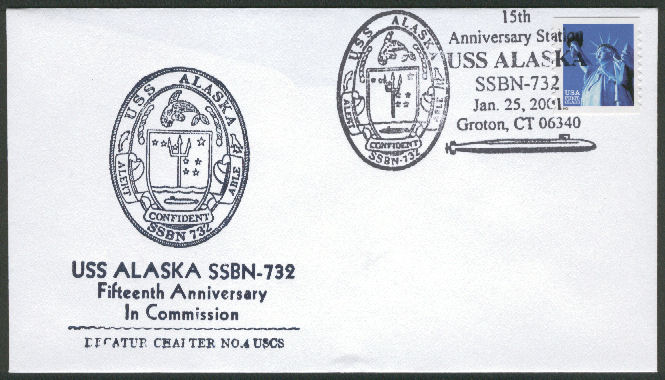 USS ALASKA
ALERT
ABLE
CONFIDENT
SSBN 732
USS ALASKA SSBN-732
Fifteenth Anniversary
In Commission
DECATUR CHAPTER NO.4 USCS
USS ALASKA
ALERT
ABLE
CONFIDENT
SSBN-732
15th
Anniversary Station
USS ALASKA
SSBN-732
Jan. 25, 2001
Groton, CT 06340
USA